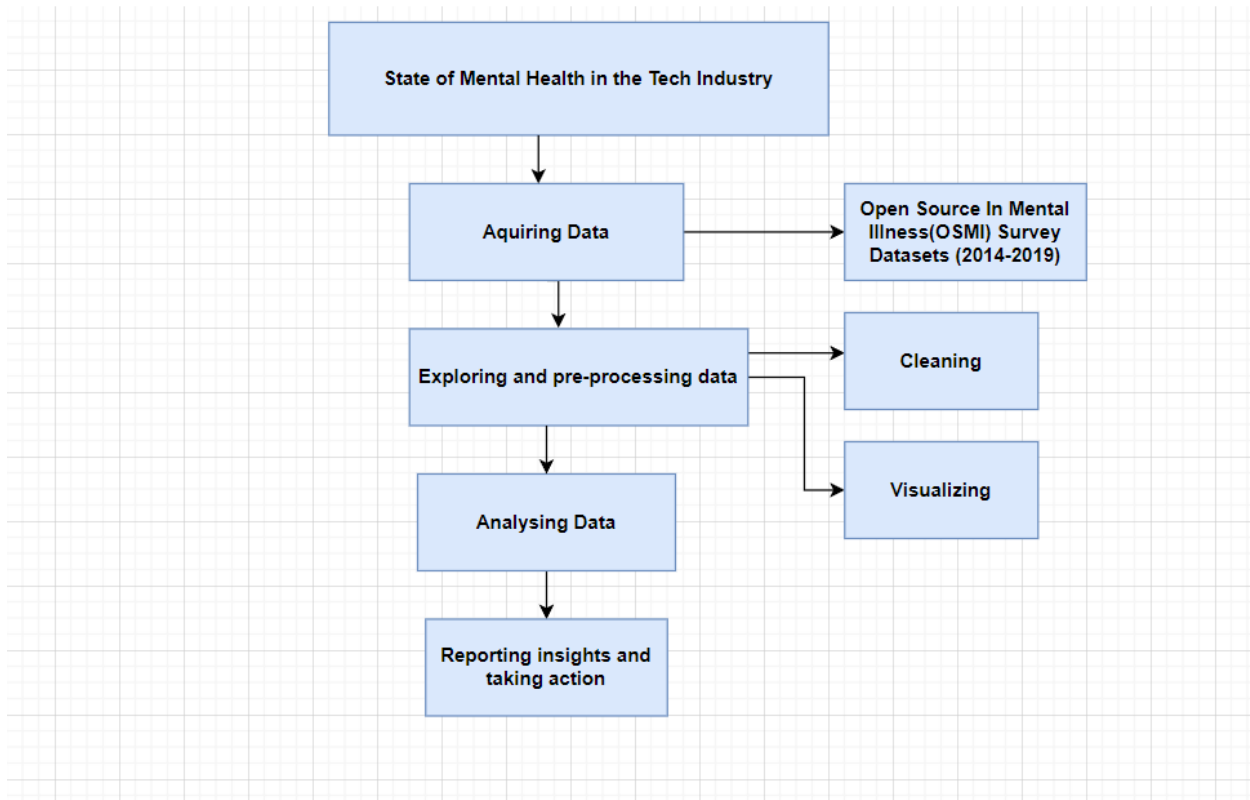 State of Mental Health in the Tech Industry
Aquiring Data
Open Source In Mental
Illness(OSMI) Survey
Datasets (2014-2019)
Exploring and pre-processing data
Cleaning
Visualizing
Analysing Data
Reporting insights and
taking action